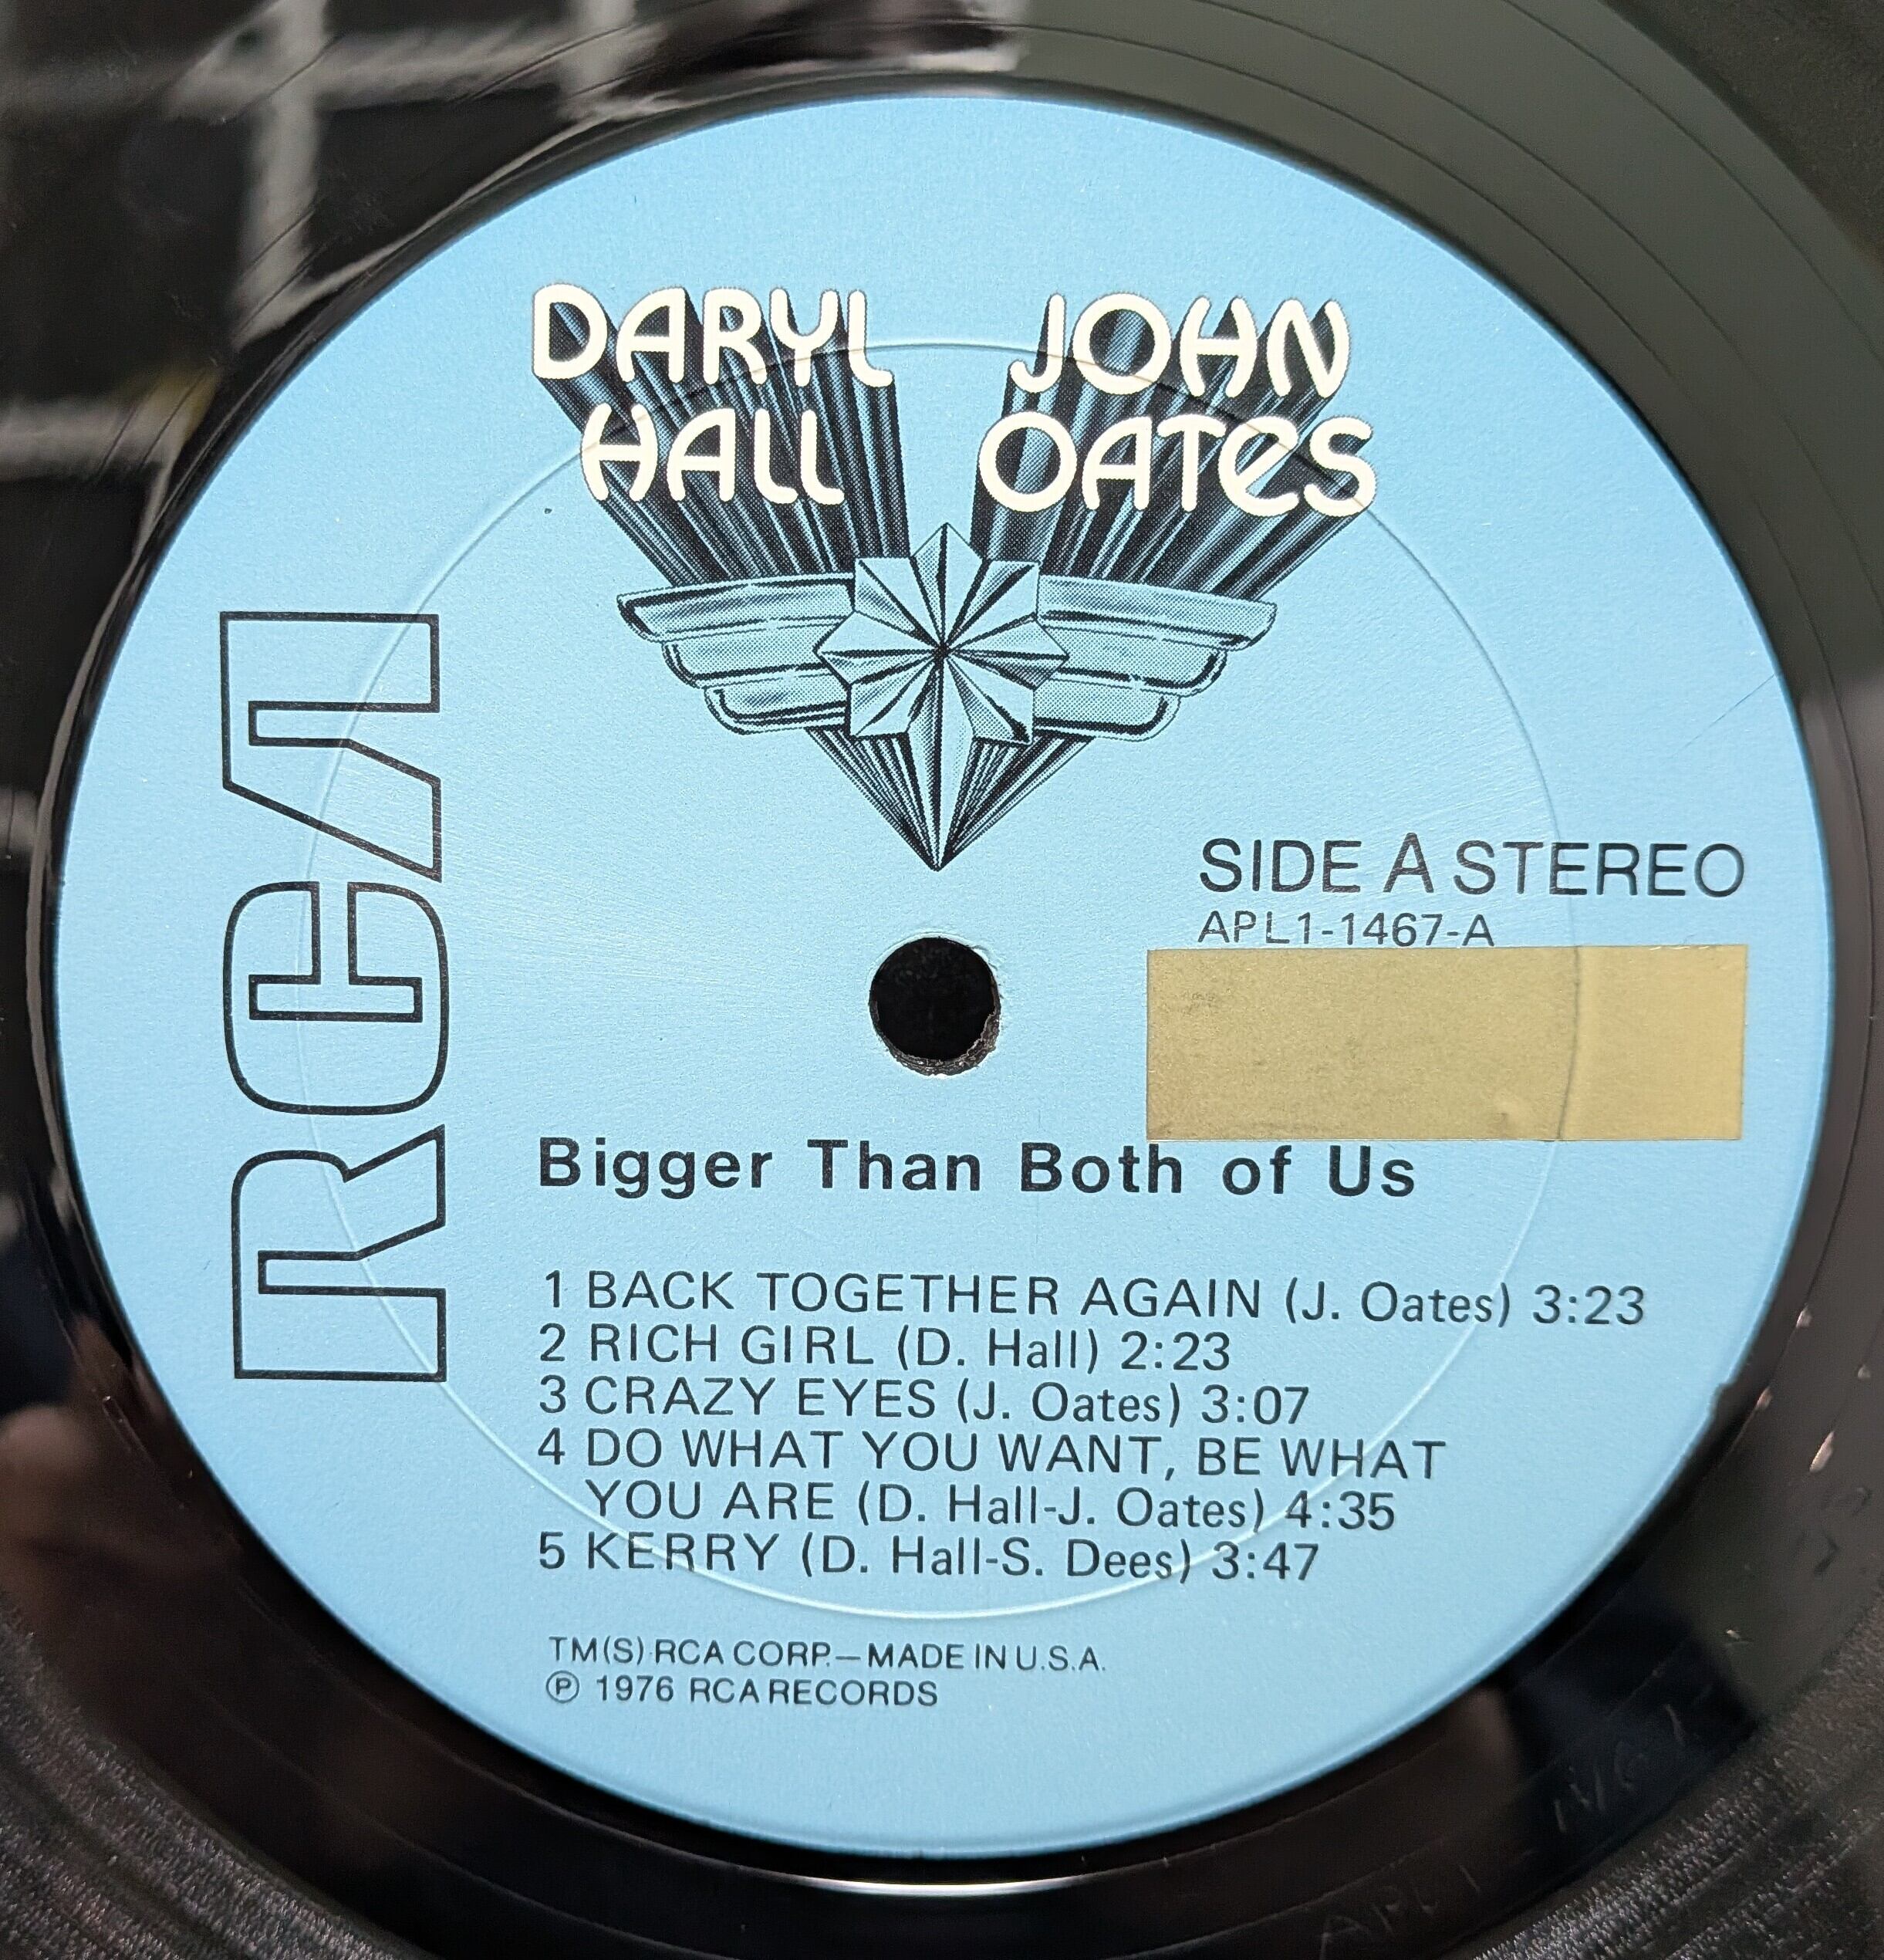 DARYL HALL
JOHN OATES
RCA
SIDE A STEREO
APL1-1467-A
Bigger Than Both of Us
1 BACK TOGETHER AGAIN (J. Oates) 3:23
2 RICH GIRL (D. Hall) 2:23
3 CRAZY EYES (J. Oates) 3:07
4 DO WHAT YOU WANT, BE WHAT
YOU ARE (D. Hall-J. Oates) 4:35
5 KERRY (D. Hall-S. Dees) 3:47
TM(S) RCA CORP.—MADE IN U.S.A.
Ⓟ 1976 RCA RECORDS